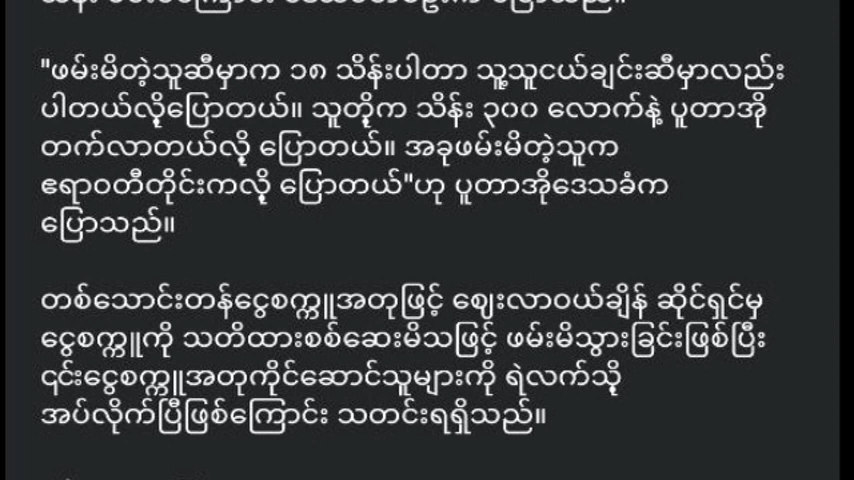 "ဖမ်းမိတဲ့သူဆီမှာက ၁၈ သိန်းပါတာ သူ့သူငယ်ချင်းဆီမှာလည်း
ပါတယ်လို့ပြောတယ်။ သူတို့က သိန်း ၃၀၀ လောက်နဲ့ ပူတာအို
တက်လာတယ်လို့ ပြောတယ်။ အခုဖမ်းမိတဲ့သူက
ဧရာဝတီတိုင်းကလို့ ပြောတယ်"ဟု ပူတာအိုဒေသခံက
ပြောသည်။
တစ်သောင်းတန်ငွေစက္ကူအတုဖြင့် ဈေးလာဝယ်ချိန် ဆိုင်ရှင်မှ
ငွေစက္ကူကို သတိထားစစ်ဆေးမိသဖြင့် ဖမ်းမိသွားခြင်းဖြစ်ပြီး
၎င်းငွေစက္ကူအတုကိုင်ဆောင်သူများကို ရဲလက်သို့
အပ်လိုက်ပြီဖြစ်ကြောင်း သတင်းရရှိသည်။